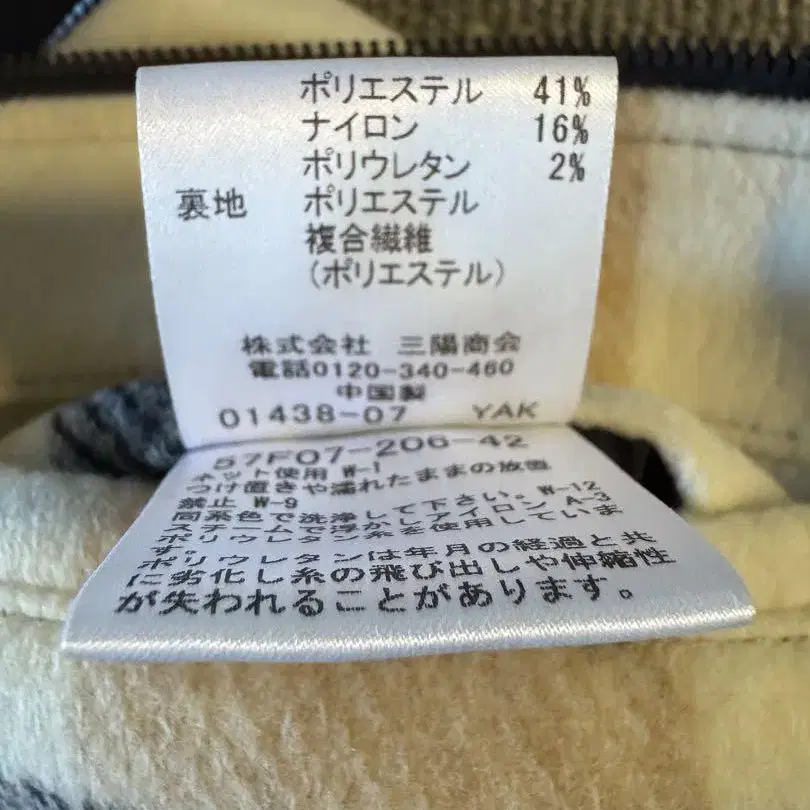 ポリエステル 41%
ナイロン 16%
ポリウレタン 2%
裏地 ポリエステル
複合繊維
(ポリエステル)
株式会社 三陽商会
電話0120-340-460
中国製
01438-07 YAK
57F07-206-42
ネット使用 W-1
つけ置きや濡れたままの放置
禁止 W-9
同系色で洗浄して下さい。 W-12
スチームで浮かしアイロン A-3
ポリウレタン糸を使用していま
す。
ポリウレタンは年月の経過と共
に劣化し糸の飛び出しや伸縮性
が失われることがあります。